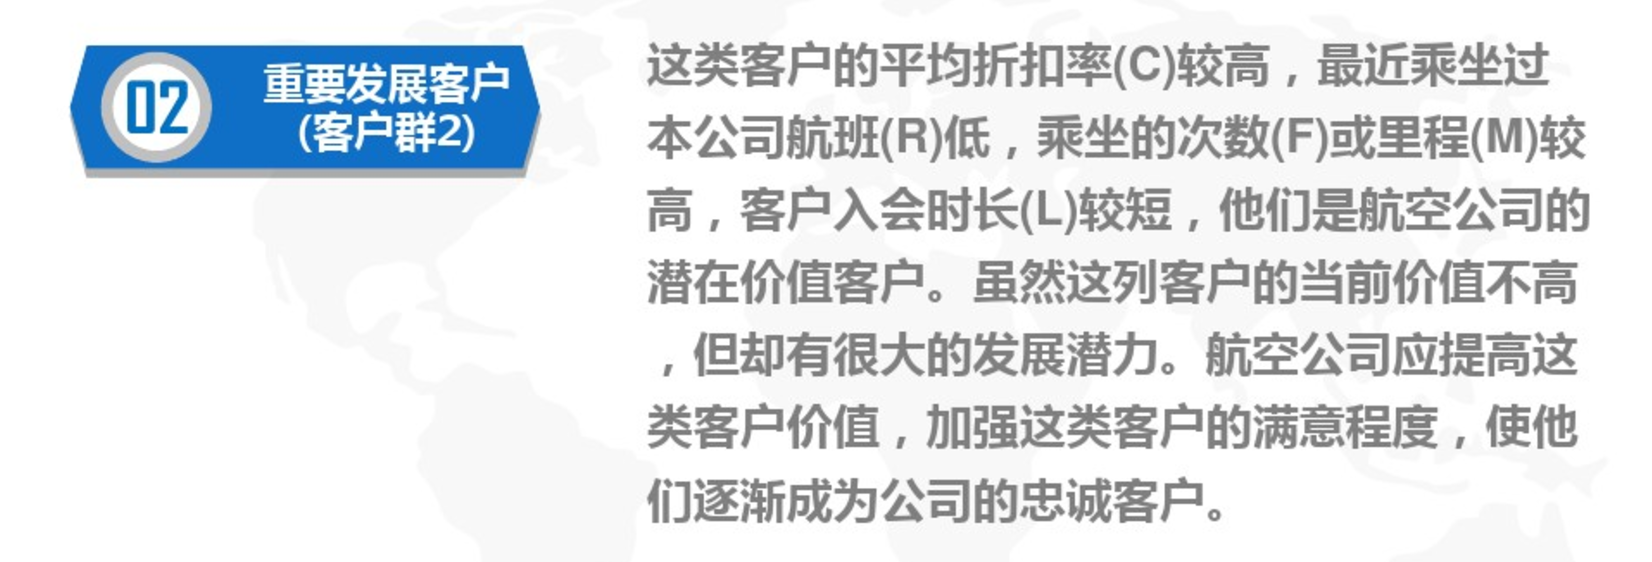 02
重要发展客户
(客户群2)
这类客户的平均折扣率(C)较高，最近乘坐过
本公司航班(R)低，乘坐的次数(F)或里程(M)较
高，客户入会时长(L)较短，他们是航空公司的
潜在价值客户。虽然这列客户的当前价值不高
，但却有很大的发展潜力。航空公司应提高这
类客户价值，加强这类客户的满意程度，使他
们逐渐成为公司的忠诚客户。